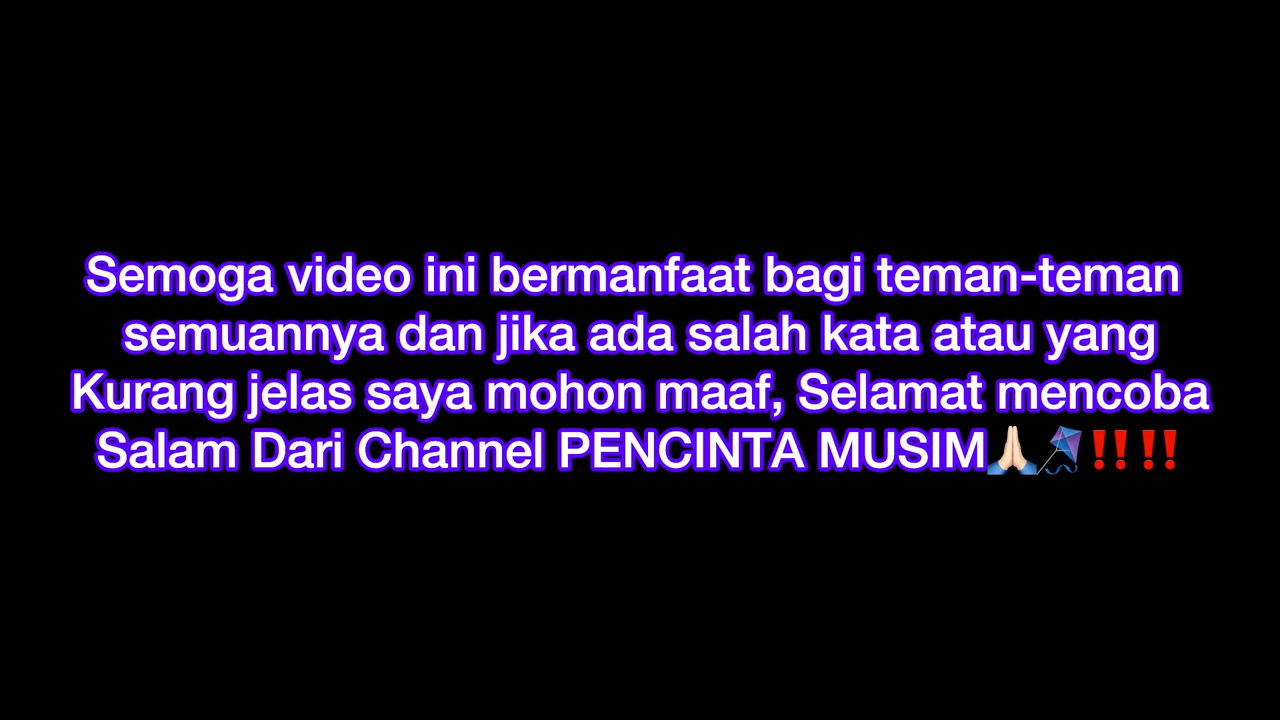 Semoga video ini bermanfaat bagi teman-teman
semuannya dan jika ada salah kata atau yang
Kurang jelas saya mohon maaf, Selamat mencoba
Salam Dari Channel PENCINTA MUSIM🙏🏻🪁‼️‼️